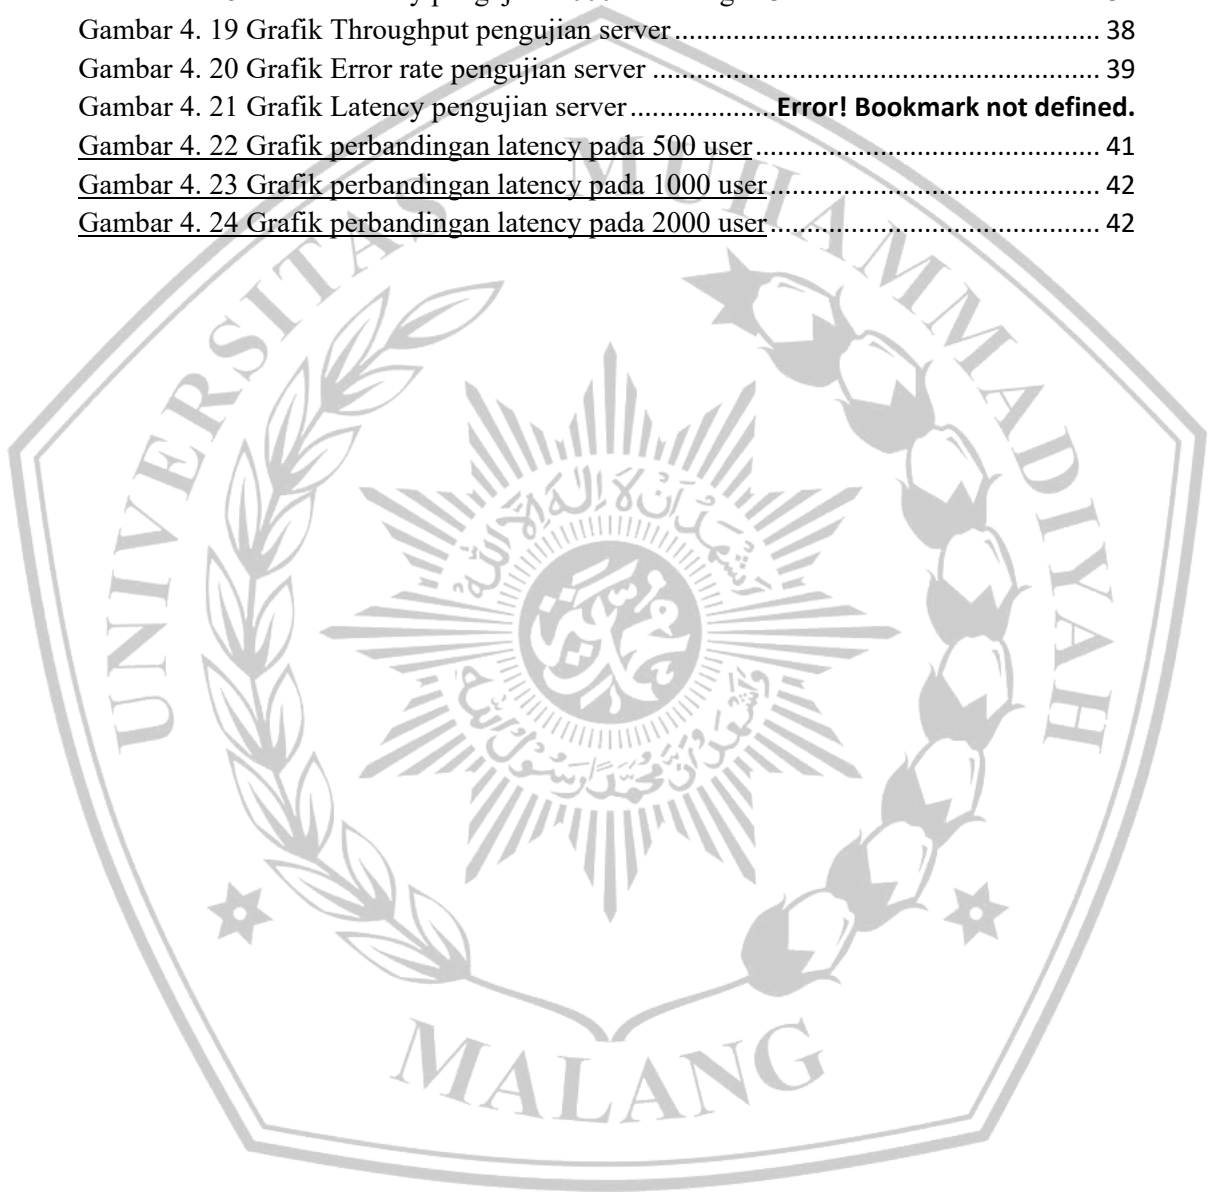 Gambar 4. 19 Grafik Throughput pengujian server........................................................... 38
Gambar 4. 20 Grafik Error rate pengujian server .............................................................. 39
Gambar 4. 21 Grafik Latency pengujian server....................Error! Bookmark not defined.
Gambar 4. 22 Grafik perbandingan latency pada 500 user............................................... 41
Gambar 4. 23 Grafik perbandingan latency pada 1000 user............................................. 42
Gambar 4. 24 Grafik perbandingan latency pada 2000 user............................................. 42
UNIVERSITAS MUHAMMADIYAH
MALANG